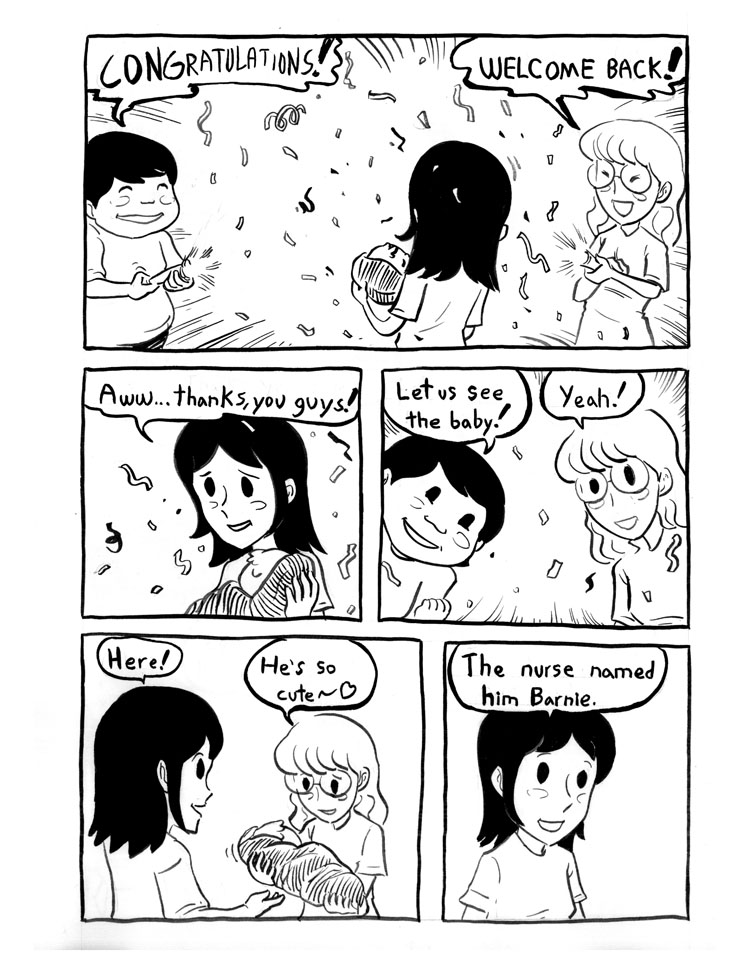 CONGRATULATIONS!
WELCOME BACK!
Aww... thanks, you guys!
Let us see
the baby!
Yeah!
Here!
He's so
cute~♡
The nurse named
him Barnie.